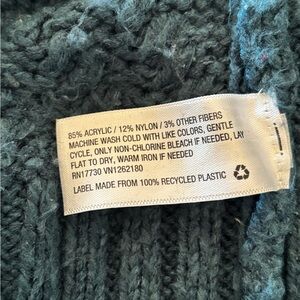 85% ACRYLIC / 12% NYLON / 3% OTHER FIBERS
MACHINE WASH COLD WITH LIKE COLORS, GENTLE
CYCLE, ONLY NON-CHLORINE BLEACH IF NEEDED, LAY
FLAT TO DRY, WARM IRON IF NEEDED
RN17730 VN1262180
LABEL MADE FROM 100% RECYCLED PLASTIC